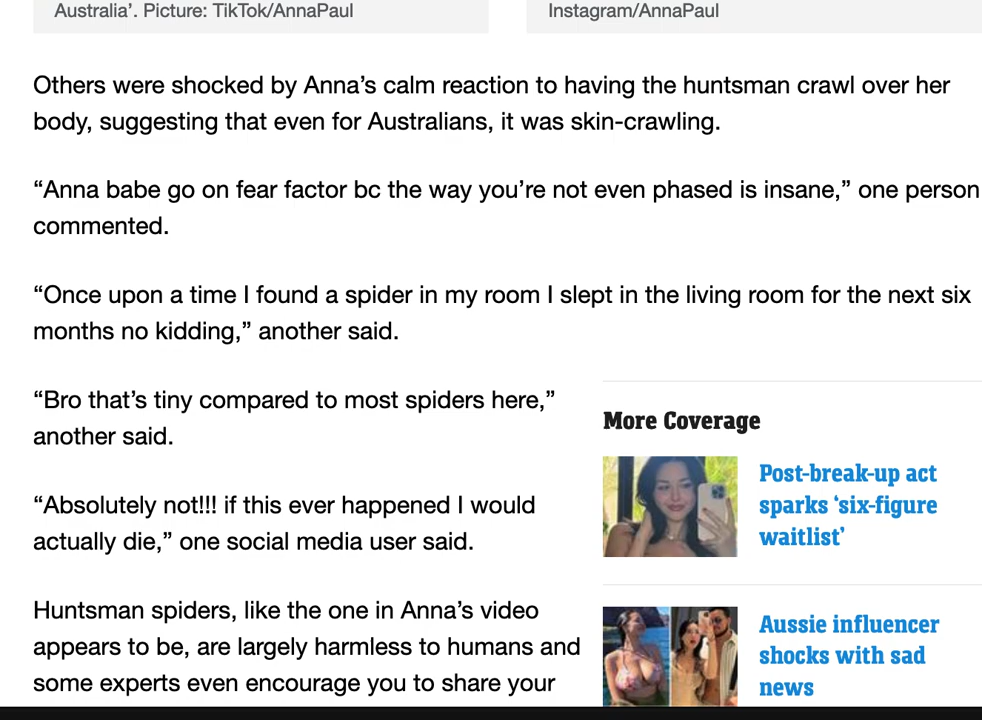 Australia’. Picture: TikTok/AnnaPaul
Instagram/AnnaPaul
Others were shocked by Anna’s calm reaction to having the huntsman crawl over her
body, suggesting that even for Australians, it was skin-crawling.
“Anna babe go on fear factor bc the way you’re not even phased is insane,” one person
commented.
“Once upon a time I found a spider in my room I slept in the living room for the next six
months no kidding,” another said.
“Bro that’s tiny compared to most spiders here,”
another said.
“Absolutely not!!! if this ever happened I would
actually die,” one social media user said.
Huntsman spiders, like the one in Anna’s video
appears to be, are largely harmless to humans and
some experts even encourage you to share your
More Coverage
Post-break-up act
sparks ‘six-figure
waitlist’
Aussie influencer
shocks with sad
news